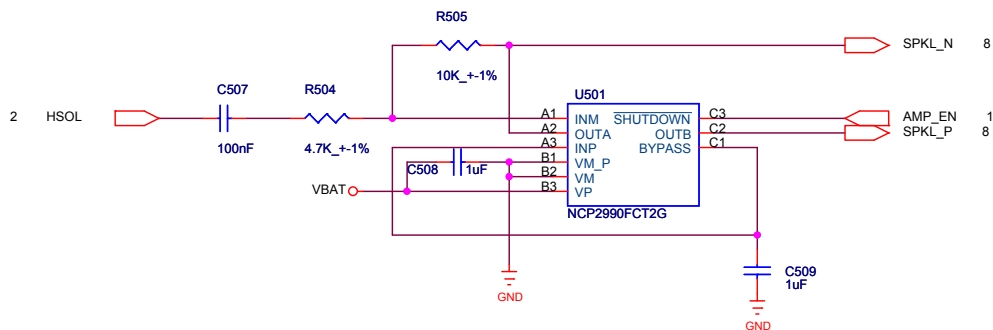 R505
10K_+-1%
SPKL_N 8
C507
R504
2 HSOL
100nF
4.7K_+-1%
U501
A1 INM SHUTDOWN C3 AMP_EN 1
A2 OUTA OUTB C2 SPKL_P 8
A3 INP BYPASS C1
B1 VM_P
B2 VM
B3 VP
C508
1uF
VBAT
NCP2990FCT2G
C509
1uF
GND
GND